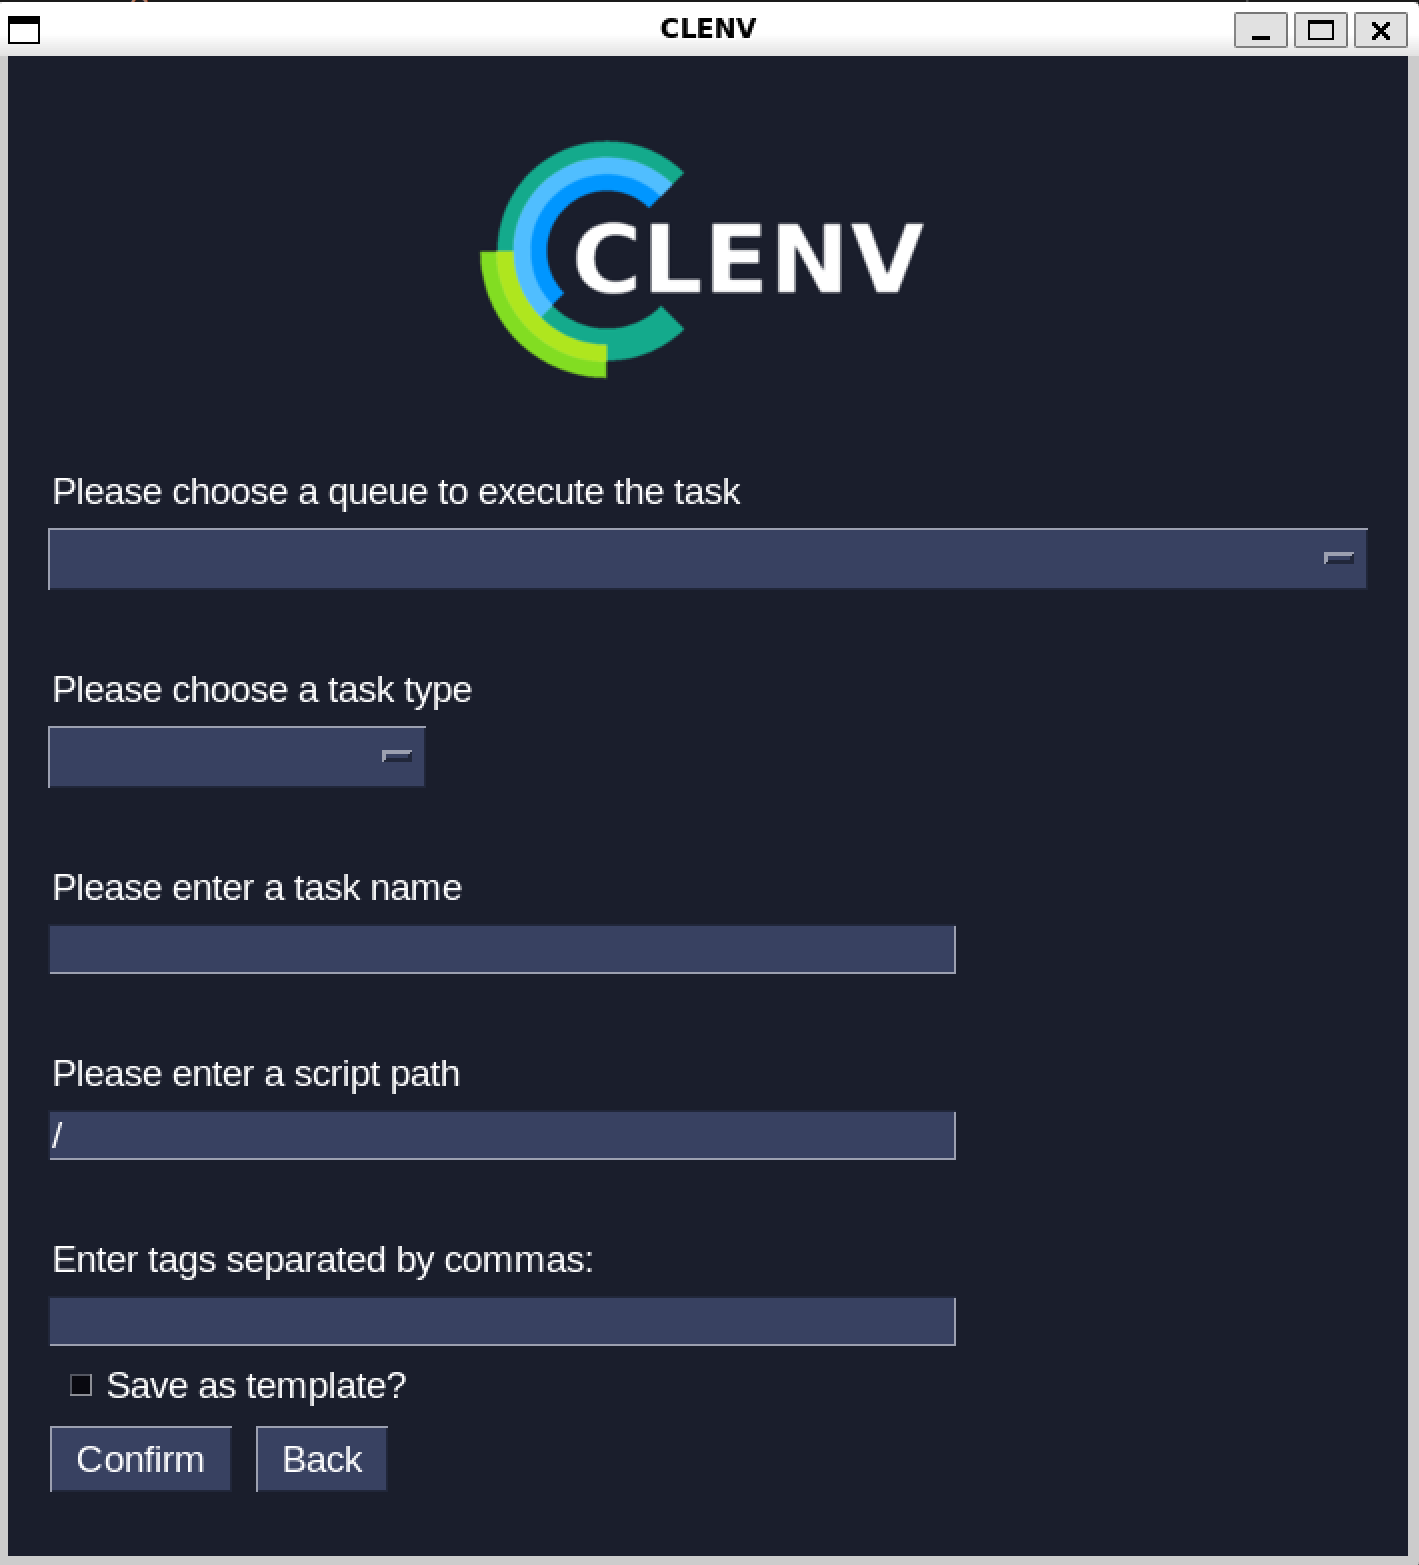 CLENV
CLENV
Please choose a queue to execute the task
Please choose a task type
Please enter a task name
Please enter a script path
/
Enter tags separated by commas:
Save as template?
Confirm Back